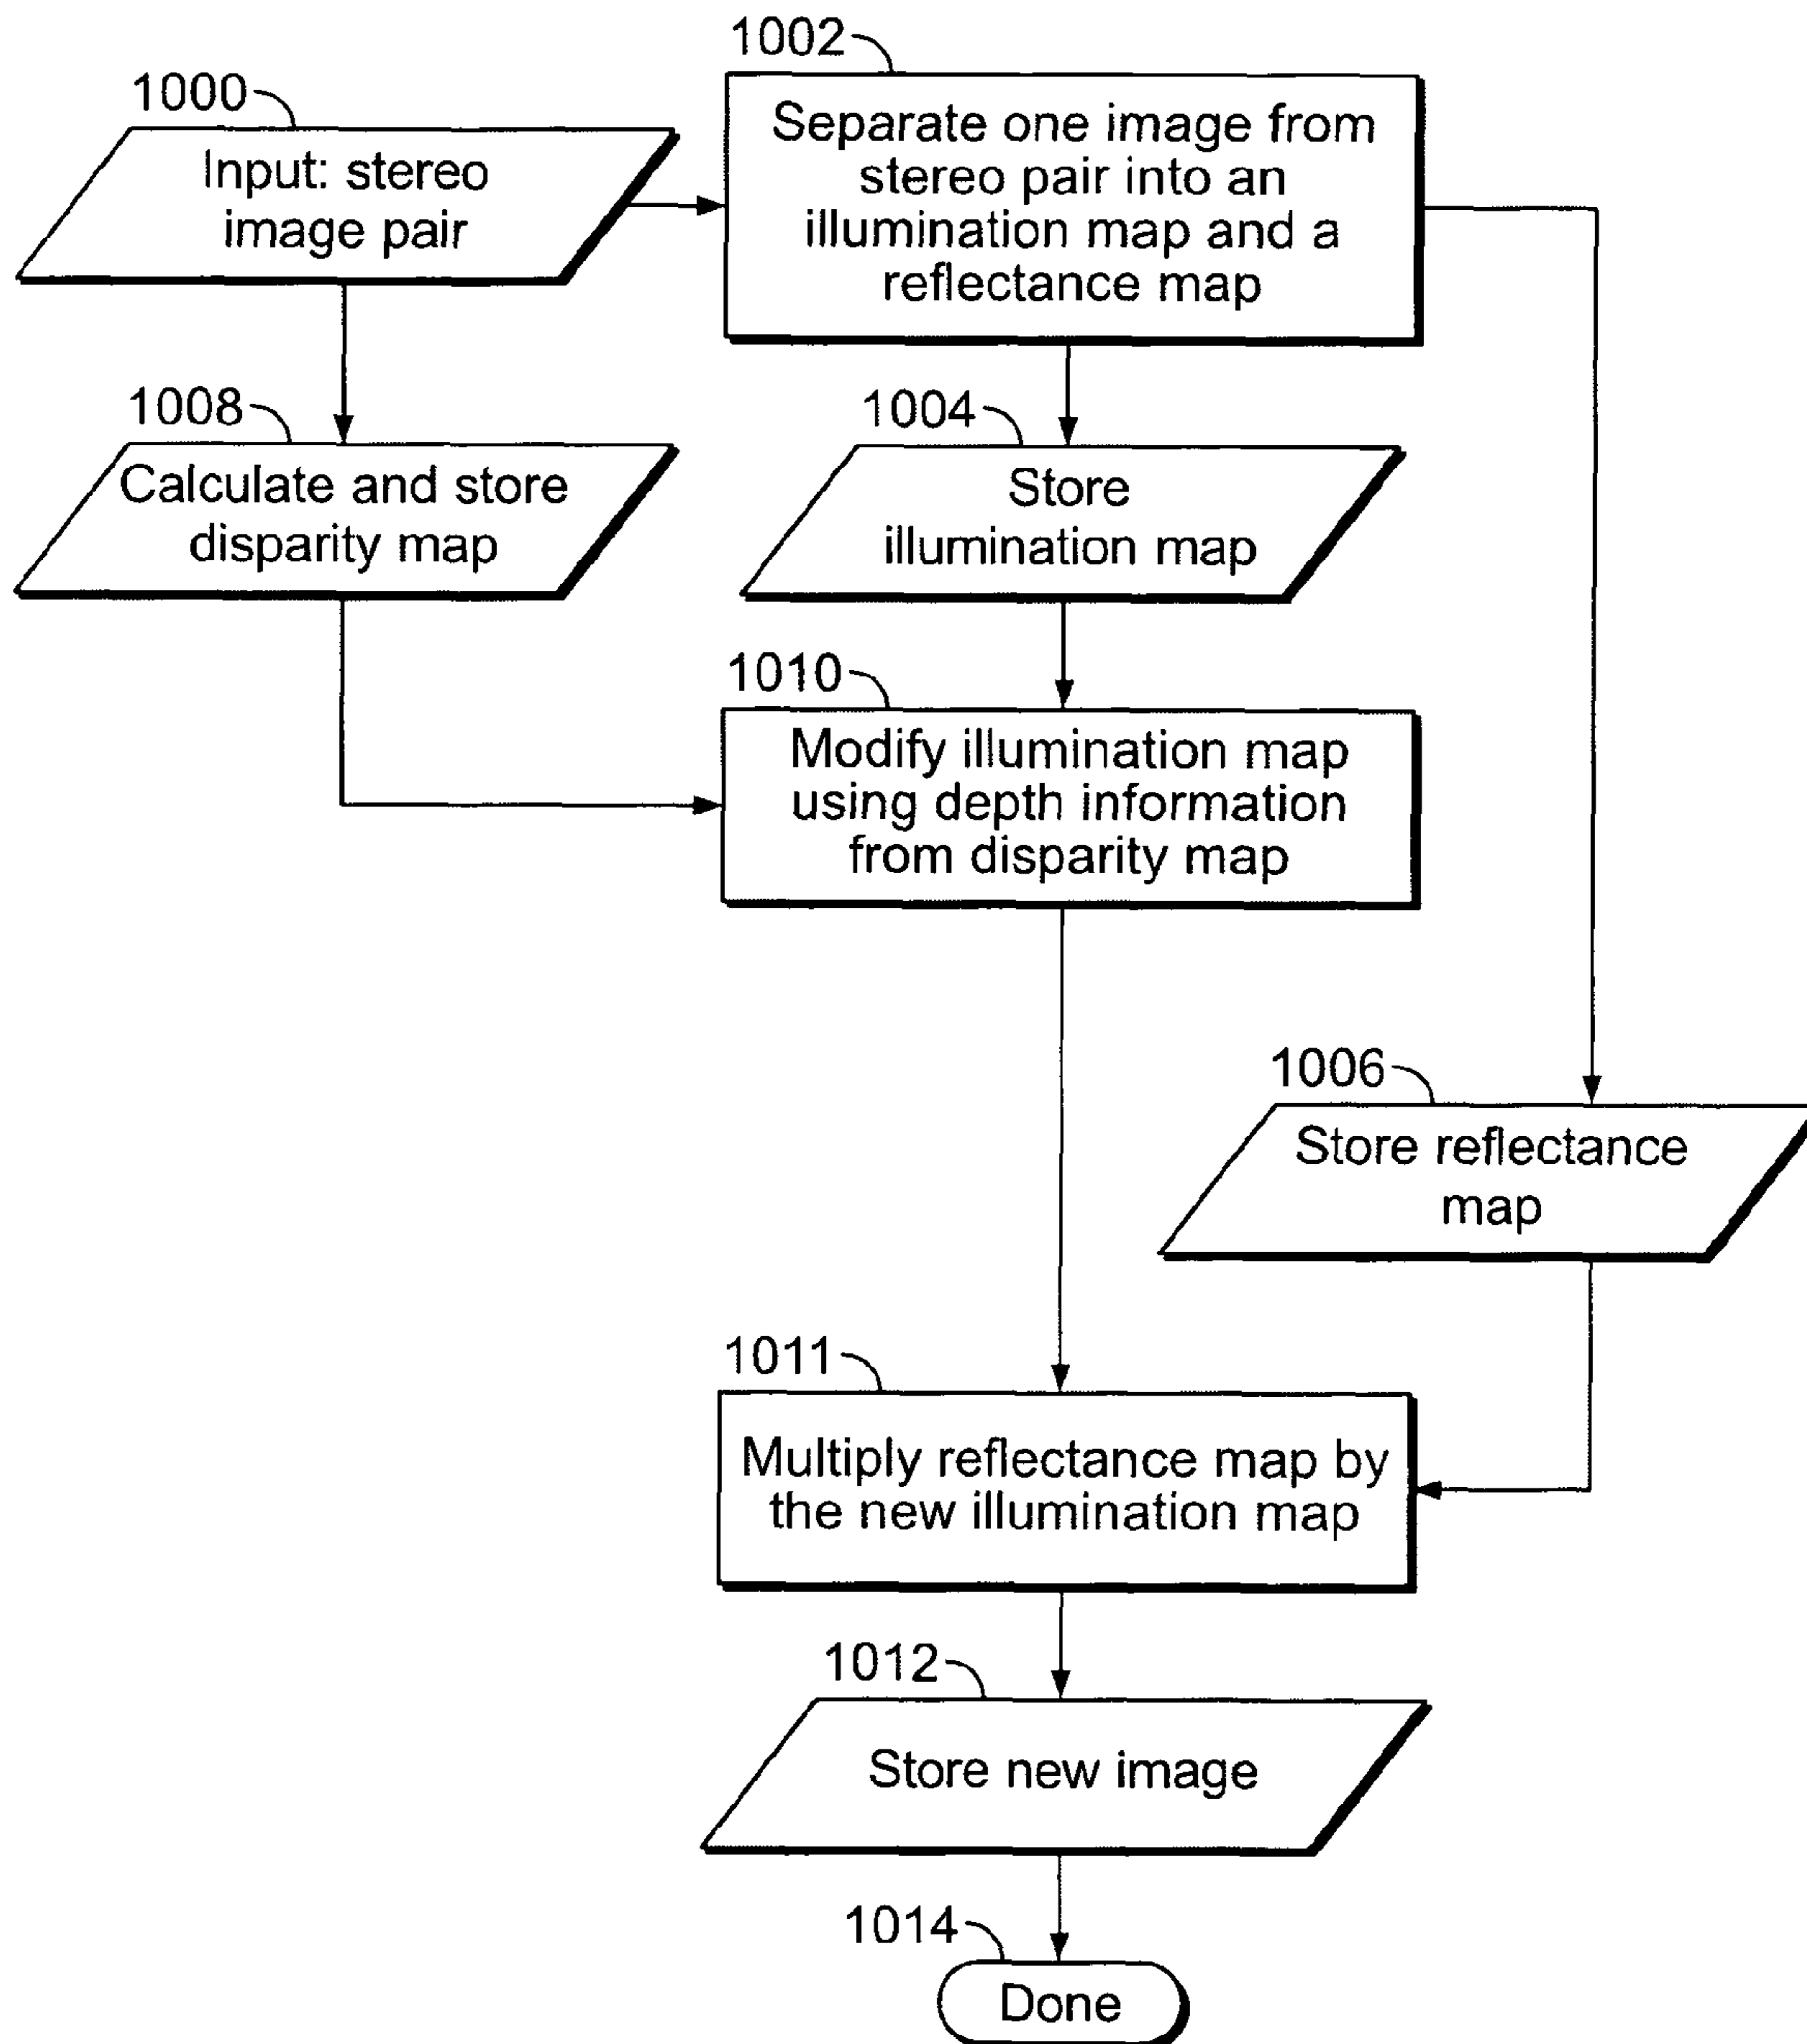 1000
Input: stereo
image pair
1002
Separate one image from
stereo pair into an
illumination map and a
reflectance map
1008
Calculate and store
disparity map
1004
Store
illumination map
1010
Modify illumination map
using depth information
from disparity map
1006
Store reflectance
map
1011
Multiply reflectance map by
the new illumination map
1012
Store new image
1014
Done